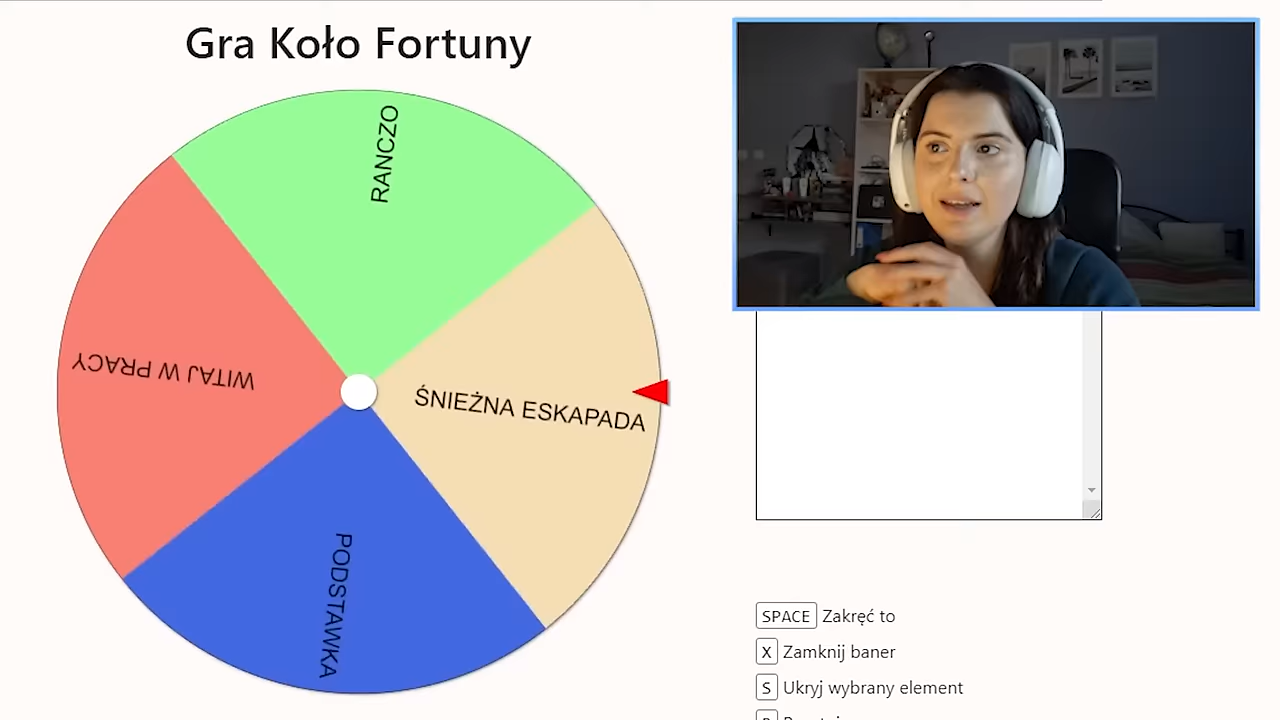 Gra Koło Fortuny
RANCZO
WITAJ W PRACY
ŚNIEŻNA ESKAPADA
PODSTAWKA
SPACE Zakręć to
X Zamknij baner
S Ukryj wybrany element